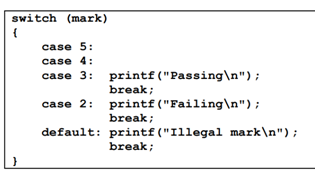 switch (mark)
{
    case 5:
    case 4:
    case 3:  printf("Passing\n");
             break;
    case 2:  printf("Failing\n");
             break;
    default: printf("Illegal mark\n");
             break;
}